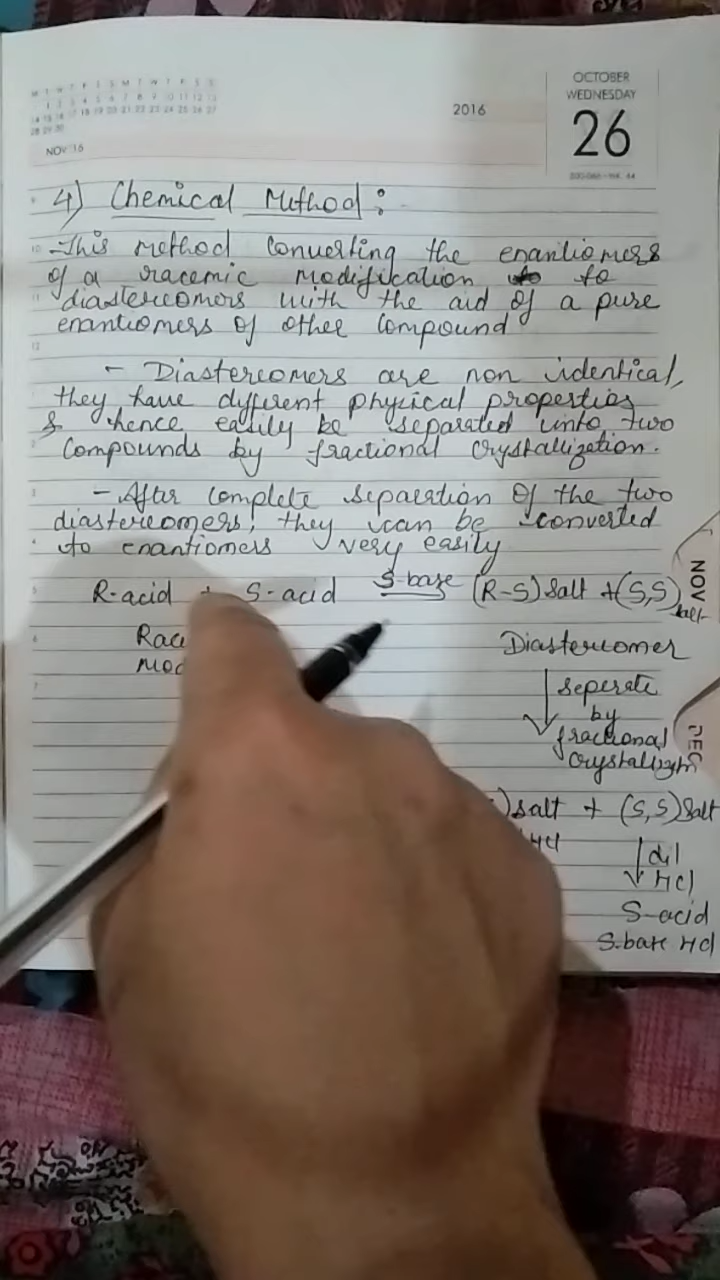 OCTOBER
WEDNESDAY
26
2016
NOV 16
4) Chemical Method:
- This method converting the enantiomers
of a racemic modification to
diastereomers with the aid of a pure
enantiomers of other compound
- Diastereomers are non identical,
they have different physical properties
& hence easily be separated into two
compounds by fractional crystallization.
- After complete separation of the two
diastereomers, they can be converted
to enantiomers very easily
R-acid + S-acid S-base (R-S) Salt + (S,S) salt
Diastereomer
seperate
by
fractional
)salt + (S,S) Salt
HCl
dil
HCl
S-acid
S.base HCl
NOV
DEC